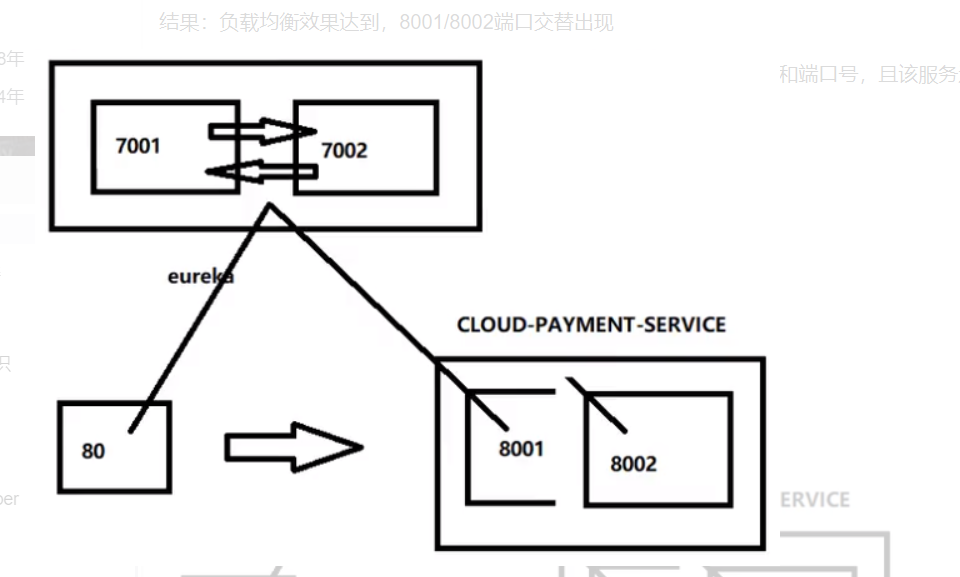 结果：负载均衡效果达到，8001/8002端口交替出现
8年
和端口号，且该服务
4年
7001
7002
eureka
CLOUD-PAYMENT-SERVICE
80
8001
8002
ERVICE